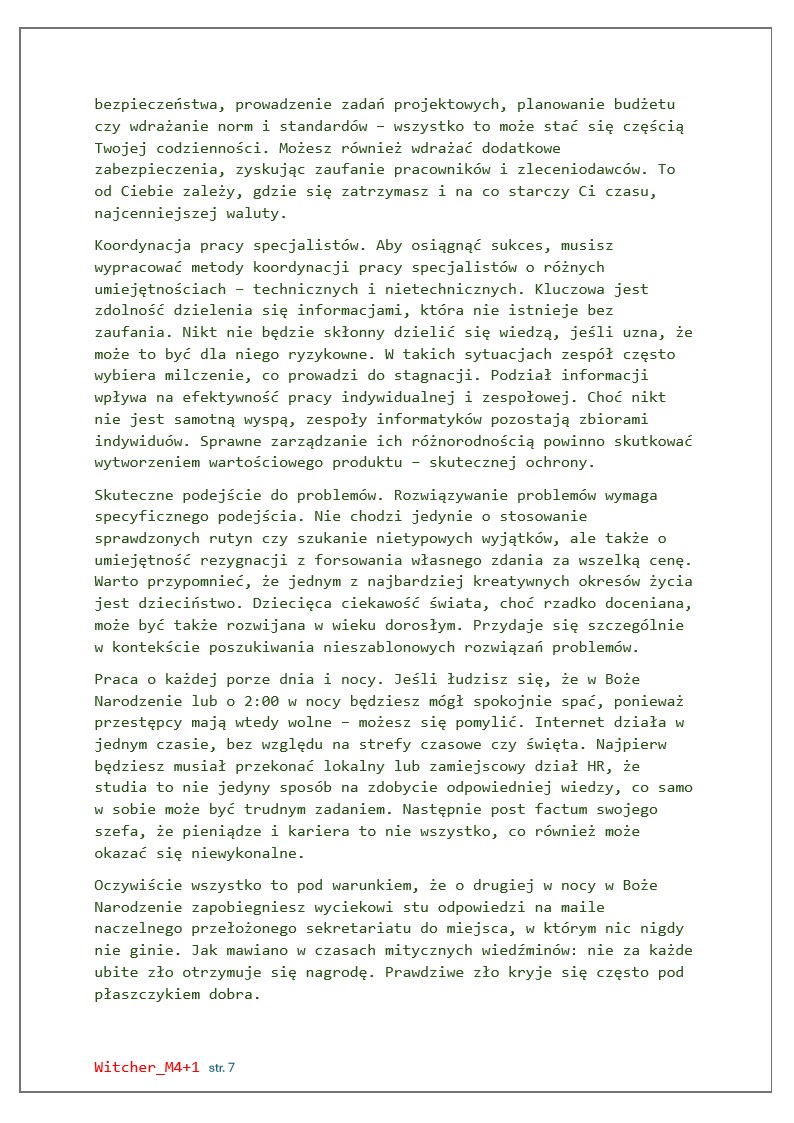 bezpieczeństwa, prowadzenie zadań projektowych, planowanie budżetu
czy wdrażanie norm i standardów – wszystko to może stać się częścią
Twojej codzienności. Możesz również wdrażać dodatkowe
zabezpieczenia, zyskując zaufanie pracowników i zleceniodawców. To
od Ciebie zależy, gdzie się zatrzymasz i na co starczy Ci czasu,
najcenniejszej waluty.
Koordynacja pracy specjalistów. Aby osiągnąć sukces, musisz
wypracować metody koordynacji pracy specjalistów o różnych
umiejętnościach – technicznych i nietechnicznych. Kluczowa jest
zdolność dzielenia się informacjami, która nie istnieje bez
zaufania. Nikt nie będzie skłonny dzielić się wiedzą, jeśli uzna, że
może to być dla niego ryzykowne. W takich sytuacjach zespół często
wybiera milczenie, co prowadzi do stagnacji. Podział informacji
wpływa na efektywność pracy indywidualnej i zespołowej. Choć nikt
nie jest samotną wyspą, zespoły informatyków pozostają zbiorami
indywiduów. Sprawne zarządzanie ich różnorodnością powinno skutkować
wytworzeniem wartościowego produktu – skutecznej ochrony.
Skuteczne podejście do problemów. Rozwiązywanie problemów wymaga
specyficznego podejścia. Nie chodzi jedynie o stosowanie
sprawdzonych rutyn czy szukanie nietypowych wyjątków, ale także o
umiejętność rezygnacji z forsowania własnego zdania za wszelką cenę.
Warto przypomnieć, że jednym z najbardziej kreatywnych okresów życia
jest dzieciństwo. Dziecięca ciekawość świata, choć rzadko doceniana,
może być także rozwijana w wieku dorosłym. Przydaje się szczególnie
w kontekście poszukiwania nieszablonowych rozwiązań problemów.
Praca o każdej porze dnia i nocy. Jeśli łudzisz się, że w Boże
Narodzenie lub o 2:00 w nocy będziesz mógł spokojnie spać, ponieważ
przestępcy mają wtedy wolne – możesz się pomylić. Internet działa w
jednym czasie, bez względu na strefy czasowe czy święta. Najpierw
będziesz musiał przekonać lokalny lub zamiejscowy dział HR, że
studia to nie jedyny sposób na zdobycie odpowiedniej wiedzy, co samo
w sobie może być trudnym zadaniem. Następnie post factum swojego
szefa, że pieniądze i kariera to nie wszystko, co również może
okazać się niewykonalne.
Oczywiście wszystko to pod warunkiem, że o drugiej w nocy w Boże
Narodzenie zapobiegniesz wyciekowi stu odpowiedzi na maile
naczelnego przełożonego sekretariatu do miejsca, w którym nic nigdy
nie ginie. Jak mawiano w czasach mitycznych wiedźminów: nie za każde
ubite zło otrzymuje się nagrodę. Prawdziwe zło kryje się często pod
płaszczykiem dobra.
Witcher_M4+1 str. 7